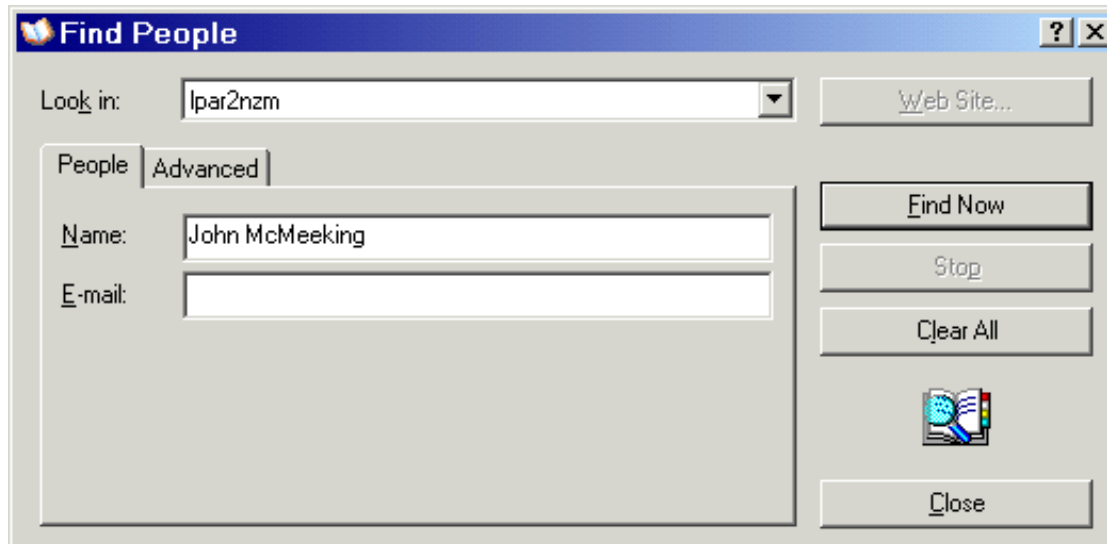 Find People
Look in: lpar2nzm
Web Site...
People Advanced
Name: John McMeeking
E-mail:
Find Now
Stop
Clear All
Close